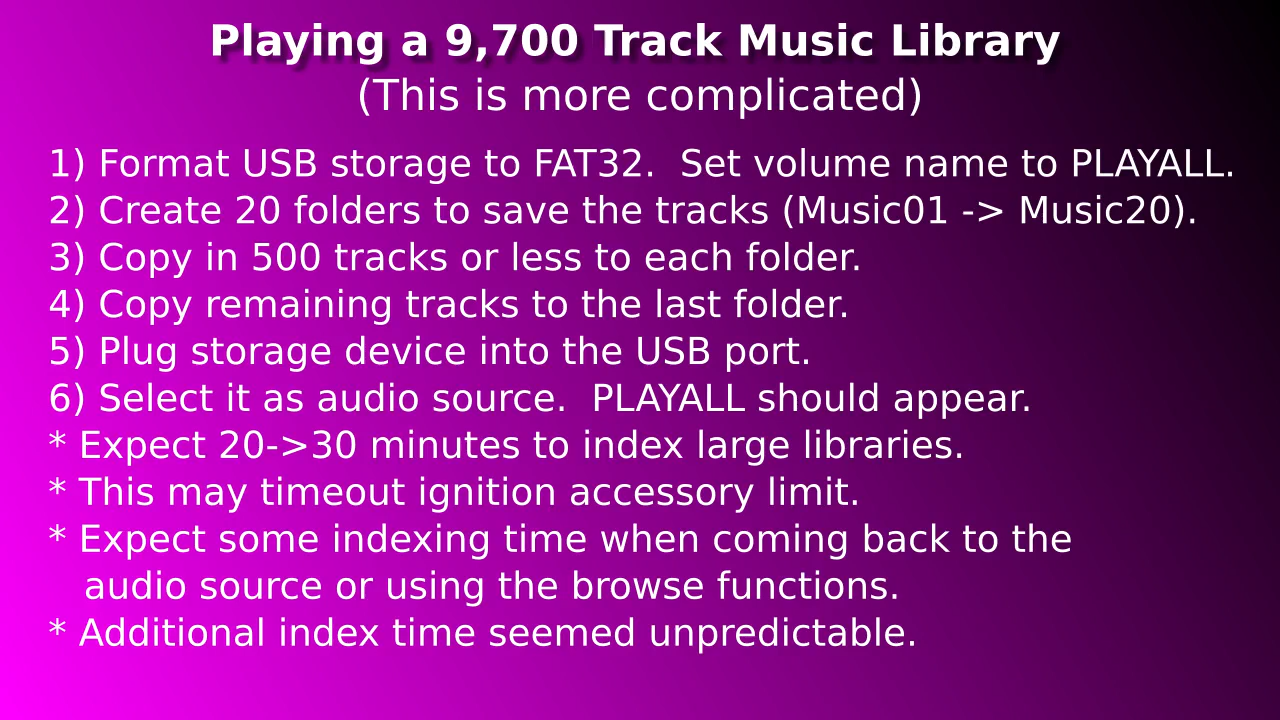 Playing a 9,700 Track Music Library
(This is more complicated)
1) Format USB storage to FAT32.  Set volume name to PLAYALL.
2) Create 20 folders to save the tracks (Music01 -> Music20).
3) Copy in 500 tracks or less to each folder.
4) Copy remaining tracks to the last folder.
5) Plug storage device into the USB port.
6) Select it as audio source.  PLAYALL should appear.
* Expect 20->30 minutes to index large libraries.
* This may timeout ignition accessory limit.
* Expect some indexing time when coming back to the
audio source or using the browse functions.
* Additional index time seemed unpredictable.